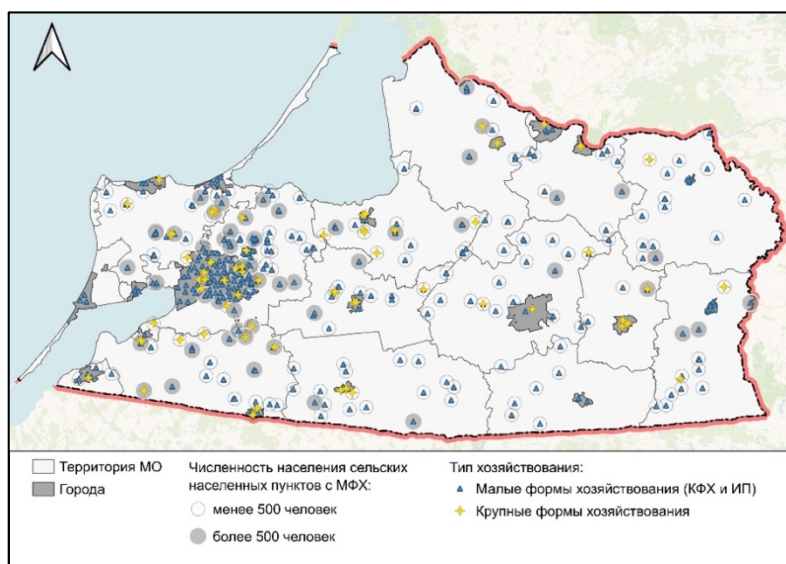 Территория МО
Города
Численность населения сельских
населенных пунктов с МФХ:
менее 500 человек
более 500 человек
Тип хозяйствования:
Малые формы хозяйствования (КФХ и ИП)
Крупные формы хозяйствования